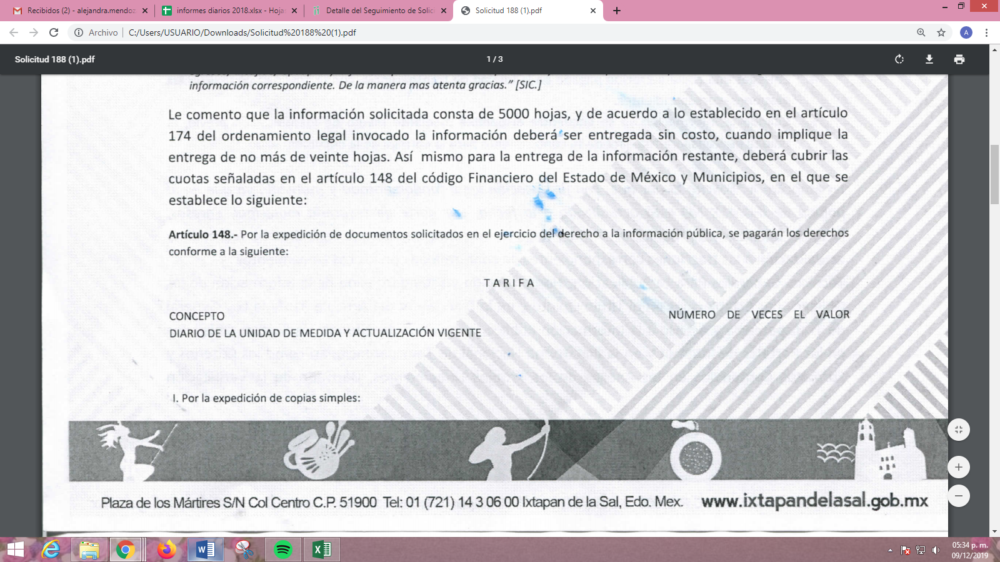 Recibidos (2) - alejandra.mendoz
informes diarios 2018.xlsx - Hoja
Detalle del Seguimiento de Solici
Solicitud 188 (1).pdf
Archivo
C:/Users/USUARIO/Downloads/Solicitud%20188%20(1).pdf
A
Solicitud 188 (1).pdf
1 / 3
información correspondiente. De la manera mas atenta gracias.” [SIC.]
Le comento que la información solicitada consta de 5000 hojas, y de acuerdo a lo establecido en el artículo
174 del ordenamiento legal invocado la información deberá ser entregada sin costo, cuando implique la
entrega de no más de veinte hojas. Así mismo para la entrega de la información restante, deberá cubrir las
cuotas señaladas en el artículo 148 del código Financiero del Estado de México y Municipios, en el que se
establece lo siguiente:
Artículo 148.- Por la expedición de documentos solicitados en el ejercicio del derecho a la información pública, se pagarán los derechos
conforme a la siguiente:
T A R I F A
CONCEPTO NÚMERO DE VECES EL VALOR
DIARIO DE LA UNIDAD DE MEDIDA Y ACTUALIZACIÓN VIGENTE
I. Por la expedición de copias simples:
Plaza de los Mártires S/N Col Centro C.P. 51900 Tel: 01 (721) 14 3 06 00 Ixtapan de la Sal, Edo. Mex. www.ixtapandelasal.gob.mx
05:34 p. m.
09/12/2019